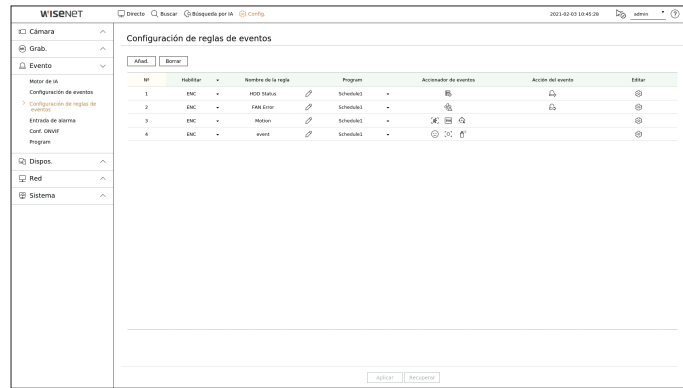 WISENET
Directo Buscar Búsqueda por IA Config. 2021-02-03 10:45:28 admin
Cámara
Grab.
Evento
Motor de IA
Configuración de eventos
Configuración de reglas de
eventos
Entrada de alarma
Conf. ONVIF
Program
Dispos.
Red
Sistema
Configuración de reglas de eventos
Añad. Borrar
Nº Habilitar Nombre de la regla Program Accionador de eventos Acción del evento Editar
1 ENC HDD Status Schedule1
2 ENC FAN Error Schedule1
3 ENC Motion Schedule1
4 ENC event Schedule1
Aplicar Recuperar